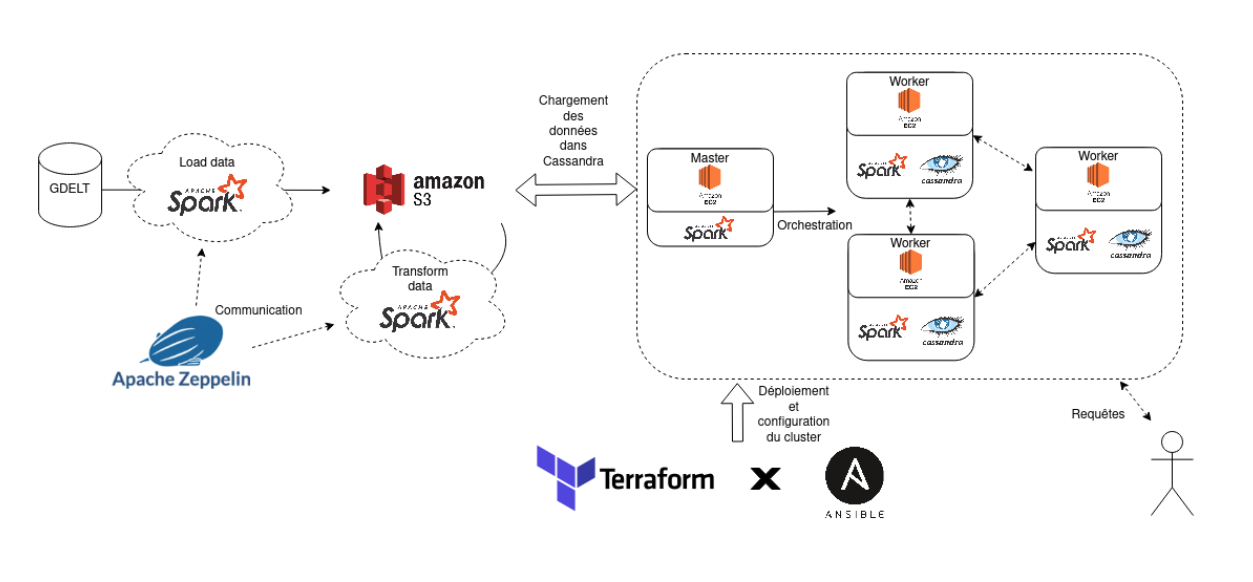 GDELT
Load data
APACHE
Spark
amazon
S3
Transform
data
APACHE
Spark
Communication
Apache Zeppelin
Chargement
des
données
dans
Cassandra
Master
Amazon
EC2
Spark
Orchestration
Worker
Amazon
EC2
Spark
cassandra
Worker
Amazon
EC2
Spark
cassandra
Worker
Amazon
EC2
Spark
cassandra
Déploiement
et
configuration
du cluster
Requêtes
Terraform
X
ANSIBLE